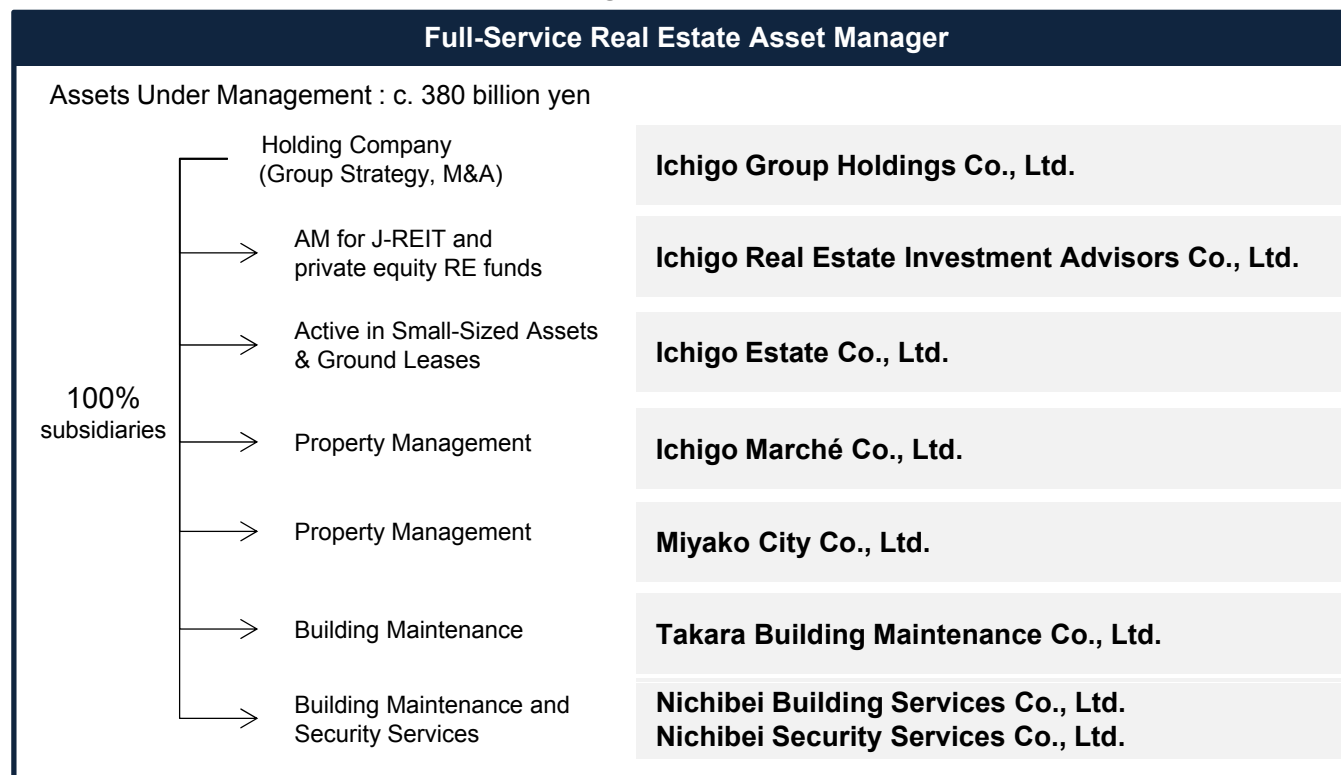 Full-Service Real Estate Asset Manager
Assets Under Management : c. 380 billion yen
Holding Company
(Group Strategy, M&A)
Ichigo Group Holdings Co., Ltd.
AM for J-REIT and
private equity RE funds
Ichigo Real Estate Investment Advisors Co., Ltd.
Active in Small-Sized Assets
& Ground Leases
Ichigo Estate Co., Ltd.
100%
subsidiaries
Property Management
Ichigo Marché Co., Ltd.
Property Management
Miyako City Co., Ltd.
Building Maintenance
Takara Building Maintenance Co., Ltd.
Building Maintenance and
Security Services
Nichibei Building Services Co., Ltd.
Nichibei Security Services Co., Ltd.